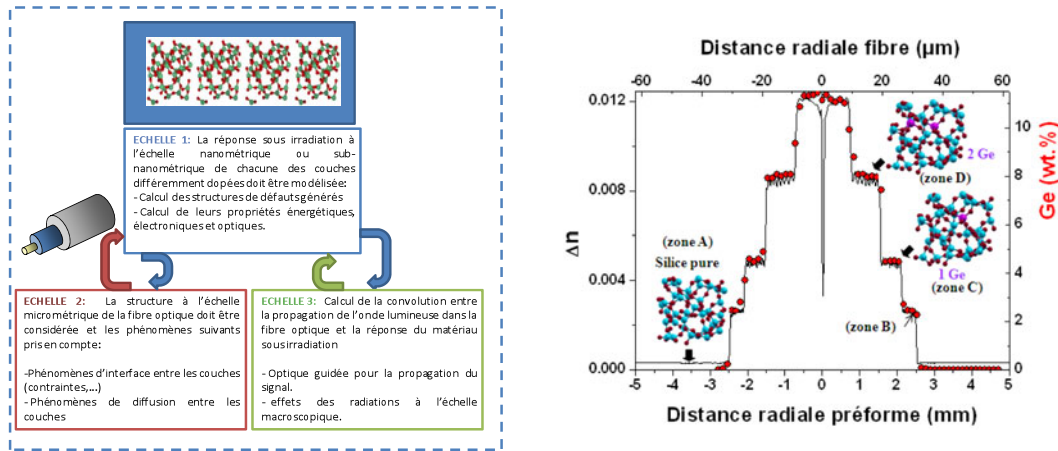 ECHELLE 1: La réponse sous irradiation à
l'échelle nanométrique ou sub-
nanométrique de chacune des couches
différemment dopées doit être modélisée:
- Calcul des structures de défauts générés
- Calcul de leurs propriétés énergétiques,
électroniques et optiques.
ECHELLE 2: La structure à l'échelle
micrométrique de la fibre optique doit être
considérée et les phénomènes suivants
pris en compte:
-Phénomènes d'interface entre les couches
(contraintes,...)
- Phénomènes de diffusion entre les
couches
ECHELLE 3: Calcul de la convolution entre
la propagation de l'onde lumineuse dans la
fibre optique et la réponse du matériau
sous irradiation
- Optique guidée pour la propagation du
signal.
- effets des radiations à l'échelle
macroscopique.
Distance radiale fibre (µm)
-60 -40 -20 0 20 40 60
0.012
0.008
0.004
0.000
Δn
10
8
6
4
2
0
Ge (wt.%)
2 Ge
(zone D)
1 Ge
(zone C)
(zone B)
(zone A)
Silice pure
-5 -4 -3 -2 -1 0 1 2 3 4 5
Distance radiale préforme (mm)